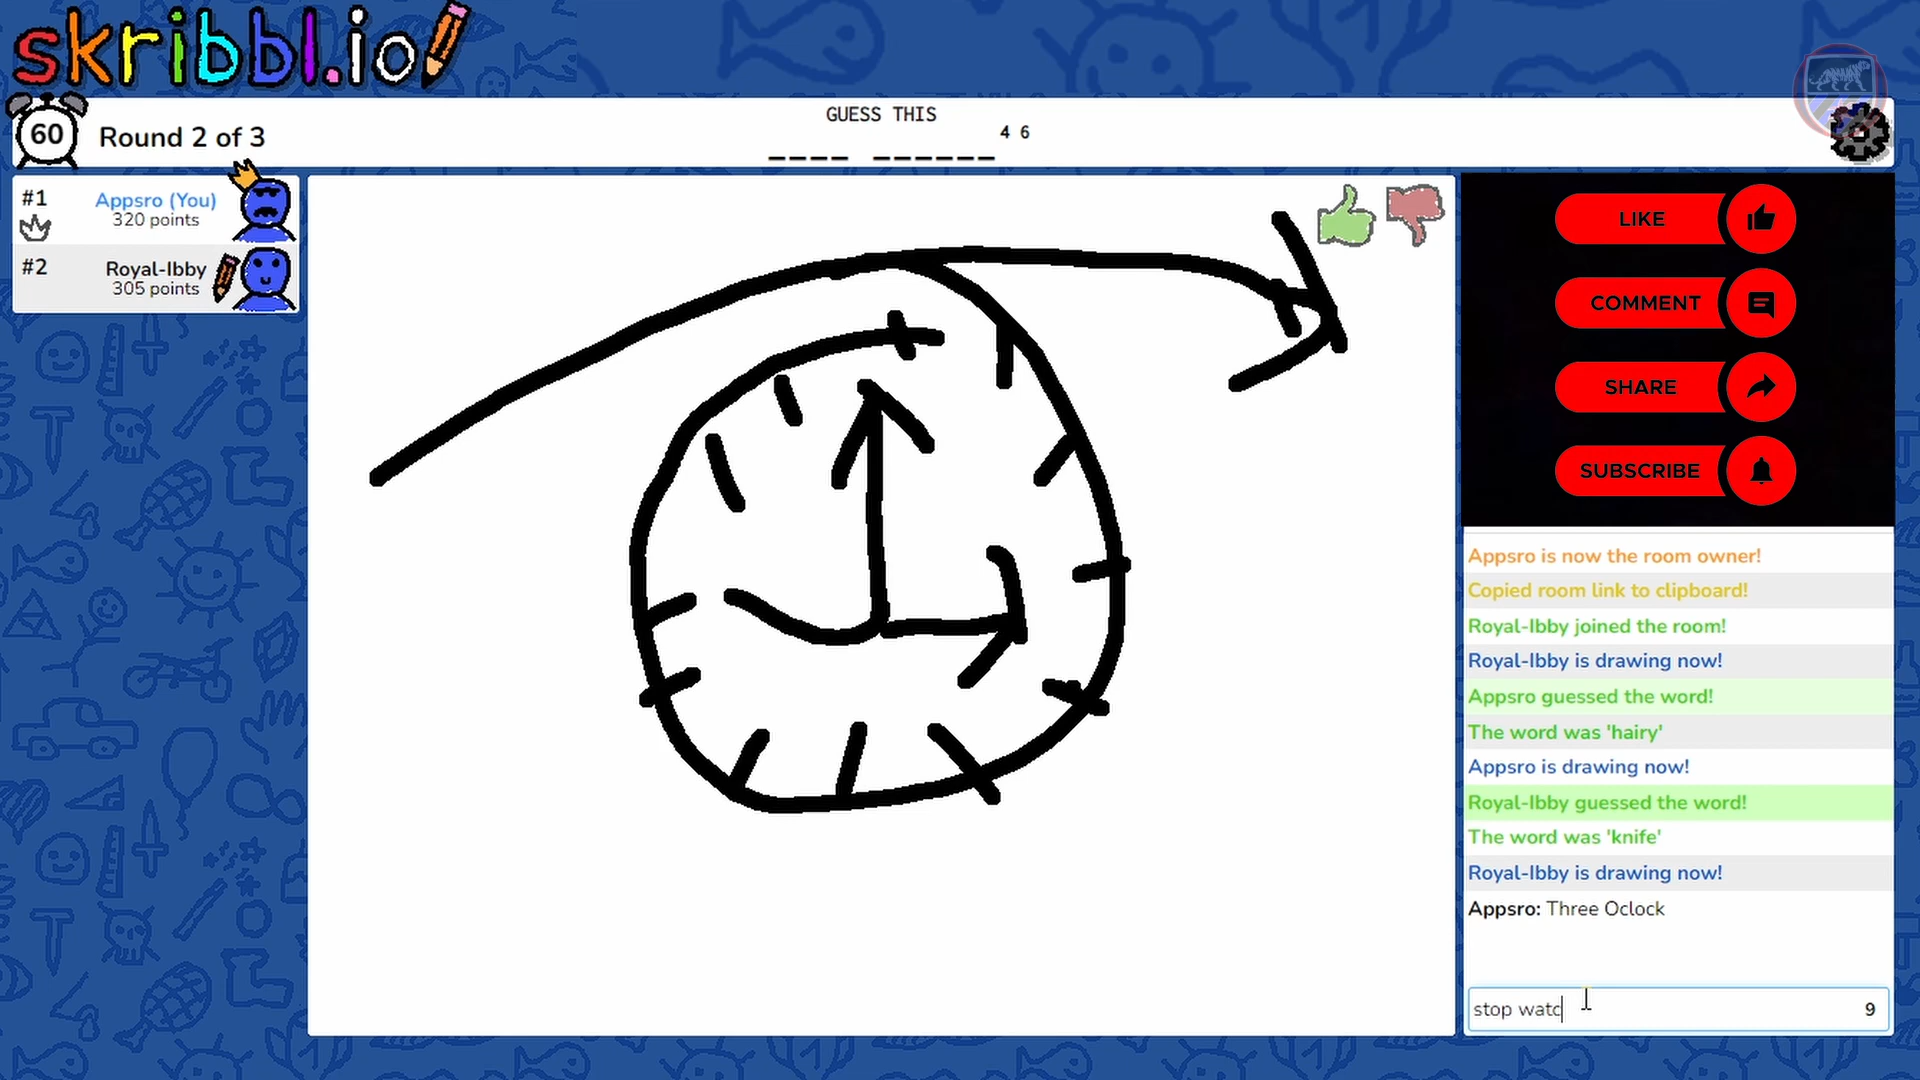 skribbl.io
60
Round 2 of 3
GUESS THIS
4 6
____ ______
#1
Appsro (You)
320 points
#2
Royal-Ibby
305 points
LIKE
COMMENT
SHARE
SUBSCRIBE
Appsro is now the room owner!
Copied room link to clipboard!
Royal-Ibby joined the room!
Royal-Ibby is drawing now!
Appsro guessed the word!
The word was 'hairy'
Appsro is drawing now!
Royal-Ibby guessed the word!
The word was 'knife'
Royal-Ibby is drawing now!
Appsro: Three Oclock
stop watc
9